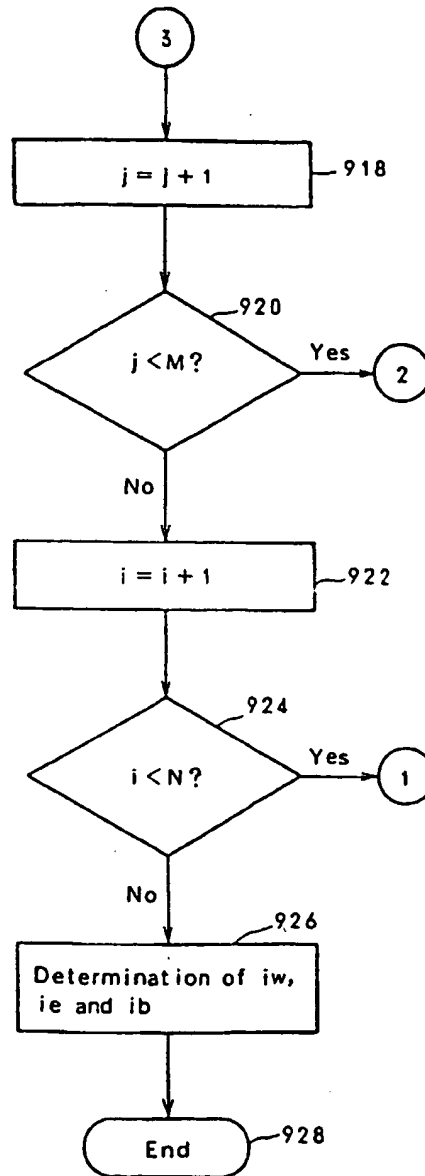 3
j = j + 1
918
920
j < M?
Yes
2
No
i = i + 1
922
924
i < N?
Yes
1
No
926
Determination of iw,
ie and ib
End
928